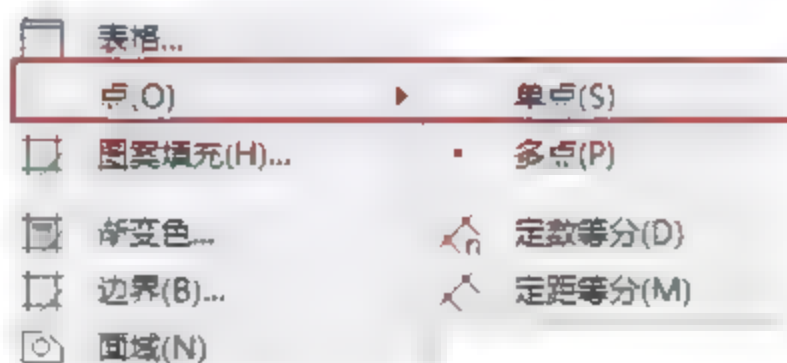 表格...
点(O) 单点(S)
图案填充(H)... 多点(P)
渐变色... 定数等分(D)
边界(B)... 定距等分(M)
面域(N)